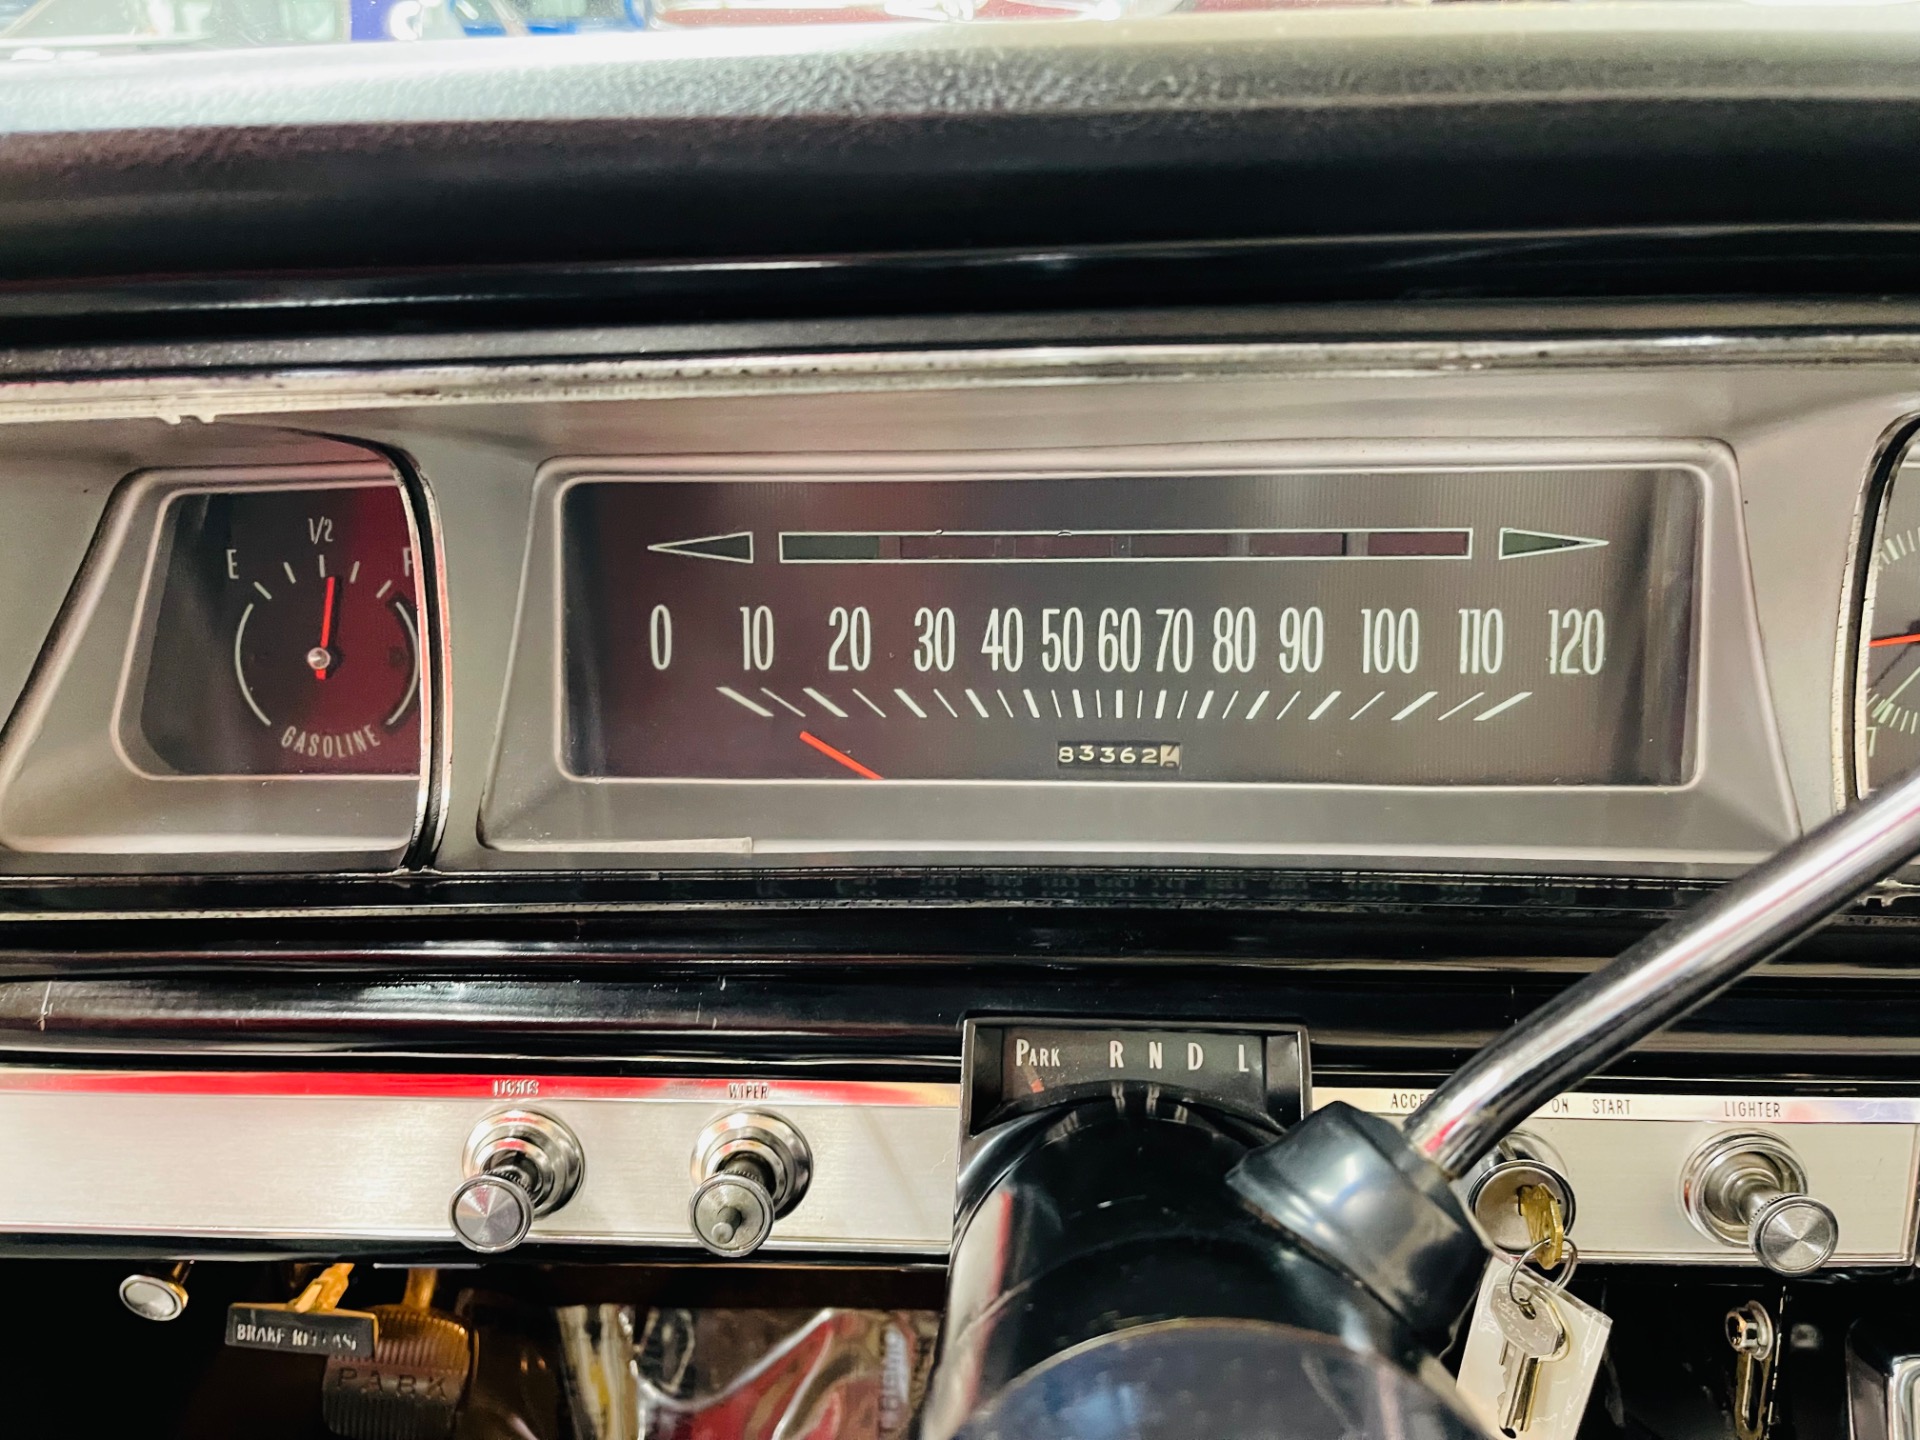 1/2
E
F
GASOLINE
0 10 20 30 40 50 60 70 80 90 100 110 120
83362
PARK R N D L
LIGHTS
WIPER
ON START
LIGHTER
BRAKE RELEASE
PARK